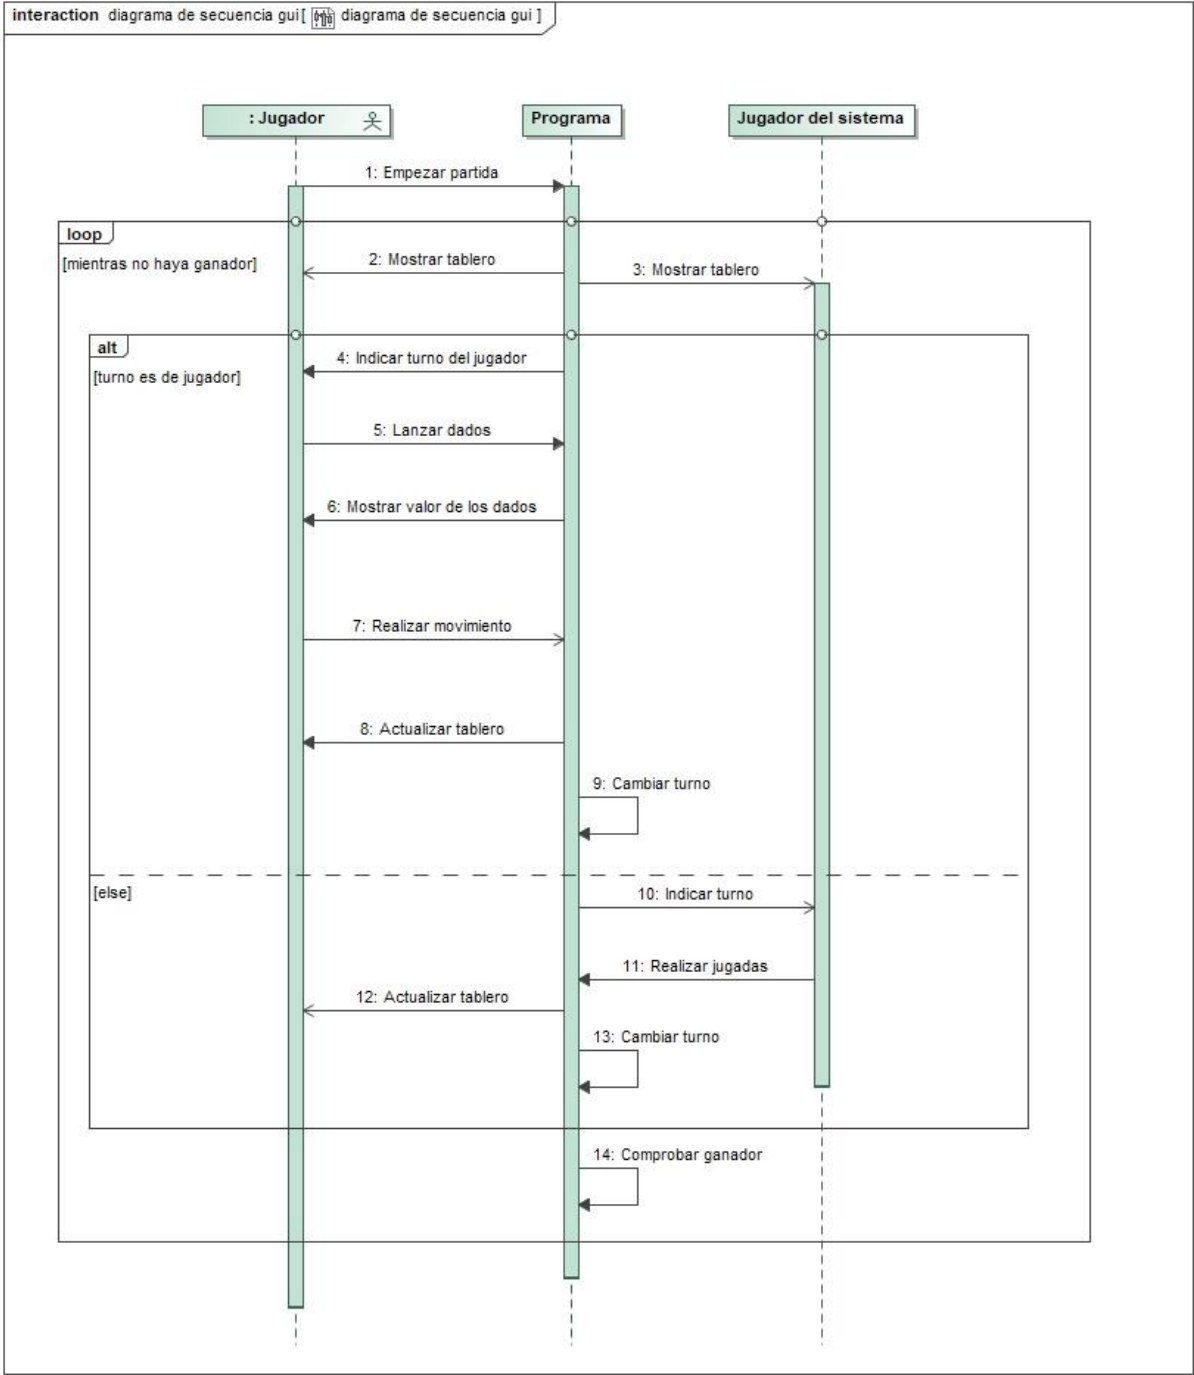 interaction diagrama de secuencia gui[ diagrama de secuencia gui ]
: Jugador
Programa
Jugador del sistema
1: Empezar partida
loop
[mientras no haya ganador]
2: Mostrar tablero
3: Mostrar tablero
alt
[turno es de jugador]
4: Indicar turno del jugador
5: Lanzar dados
6: Mostrar valor de los dados
7: Realizar movimiento
8: Actualizar tablero
9: Cambiar turno
[else]
10: Indicar turno
11: Realizar jugadas
12: Actualizar tablero
13: Cambiar turno
14: Comprobar ganador